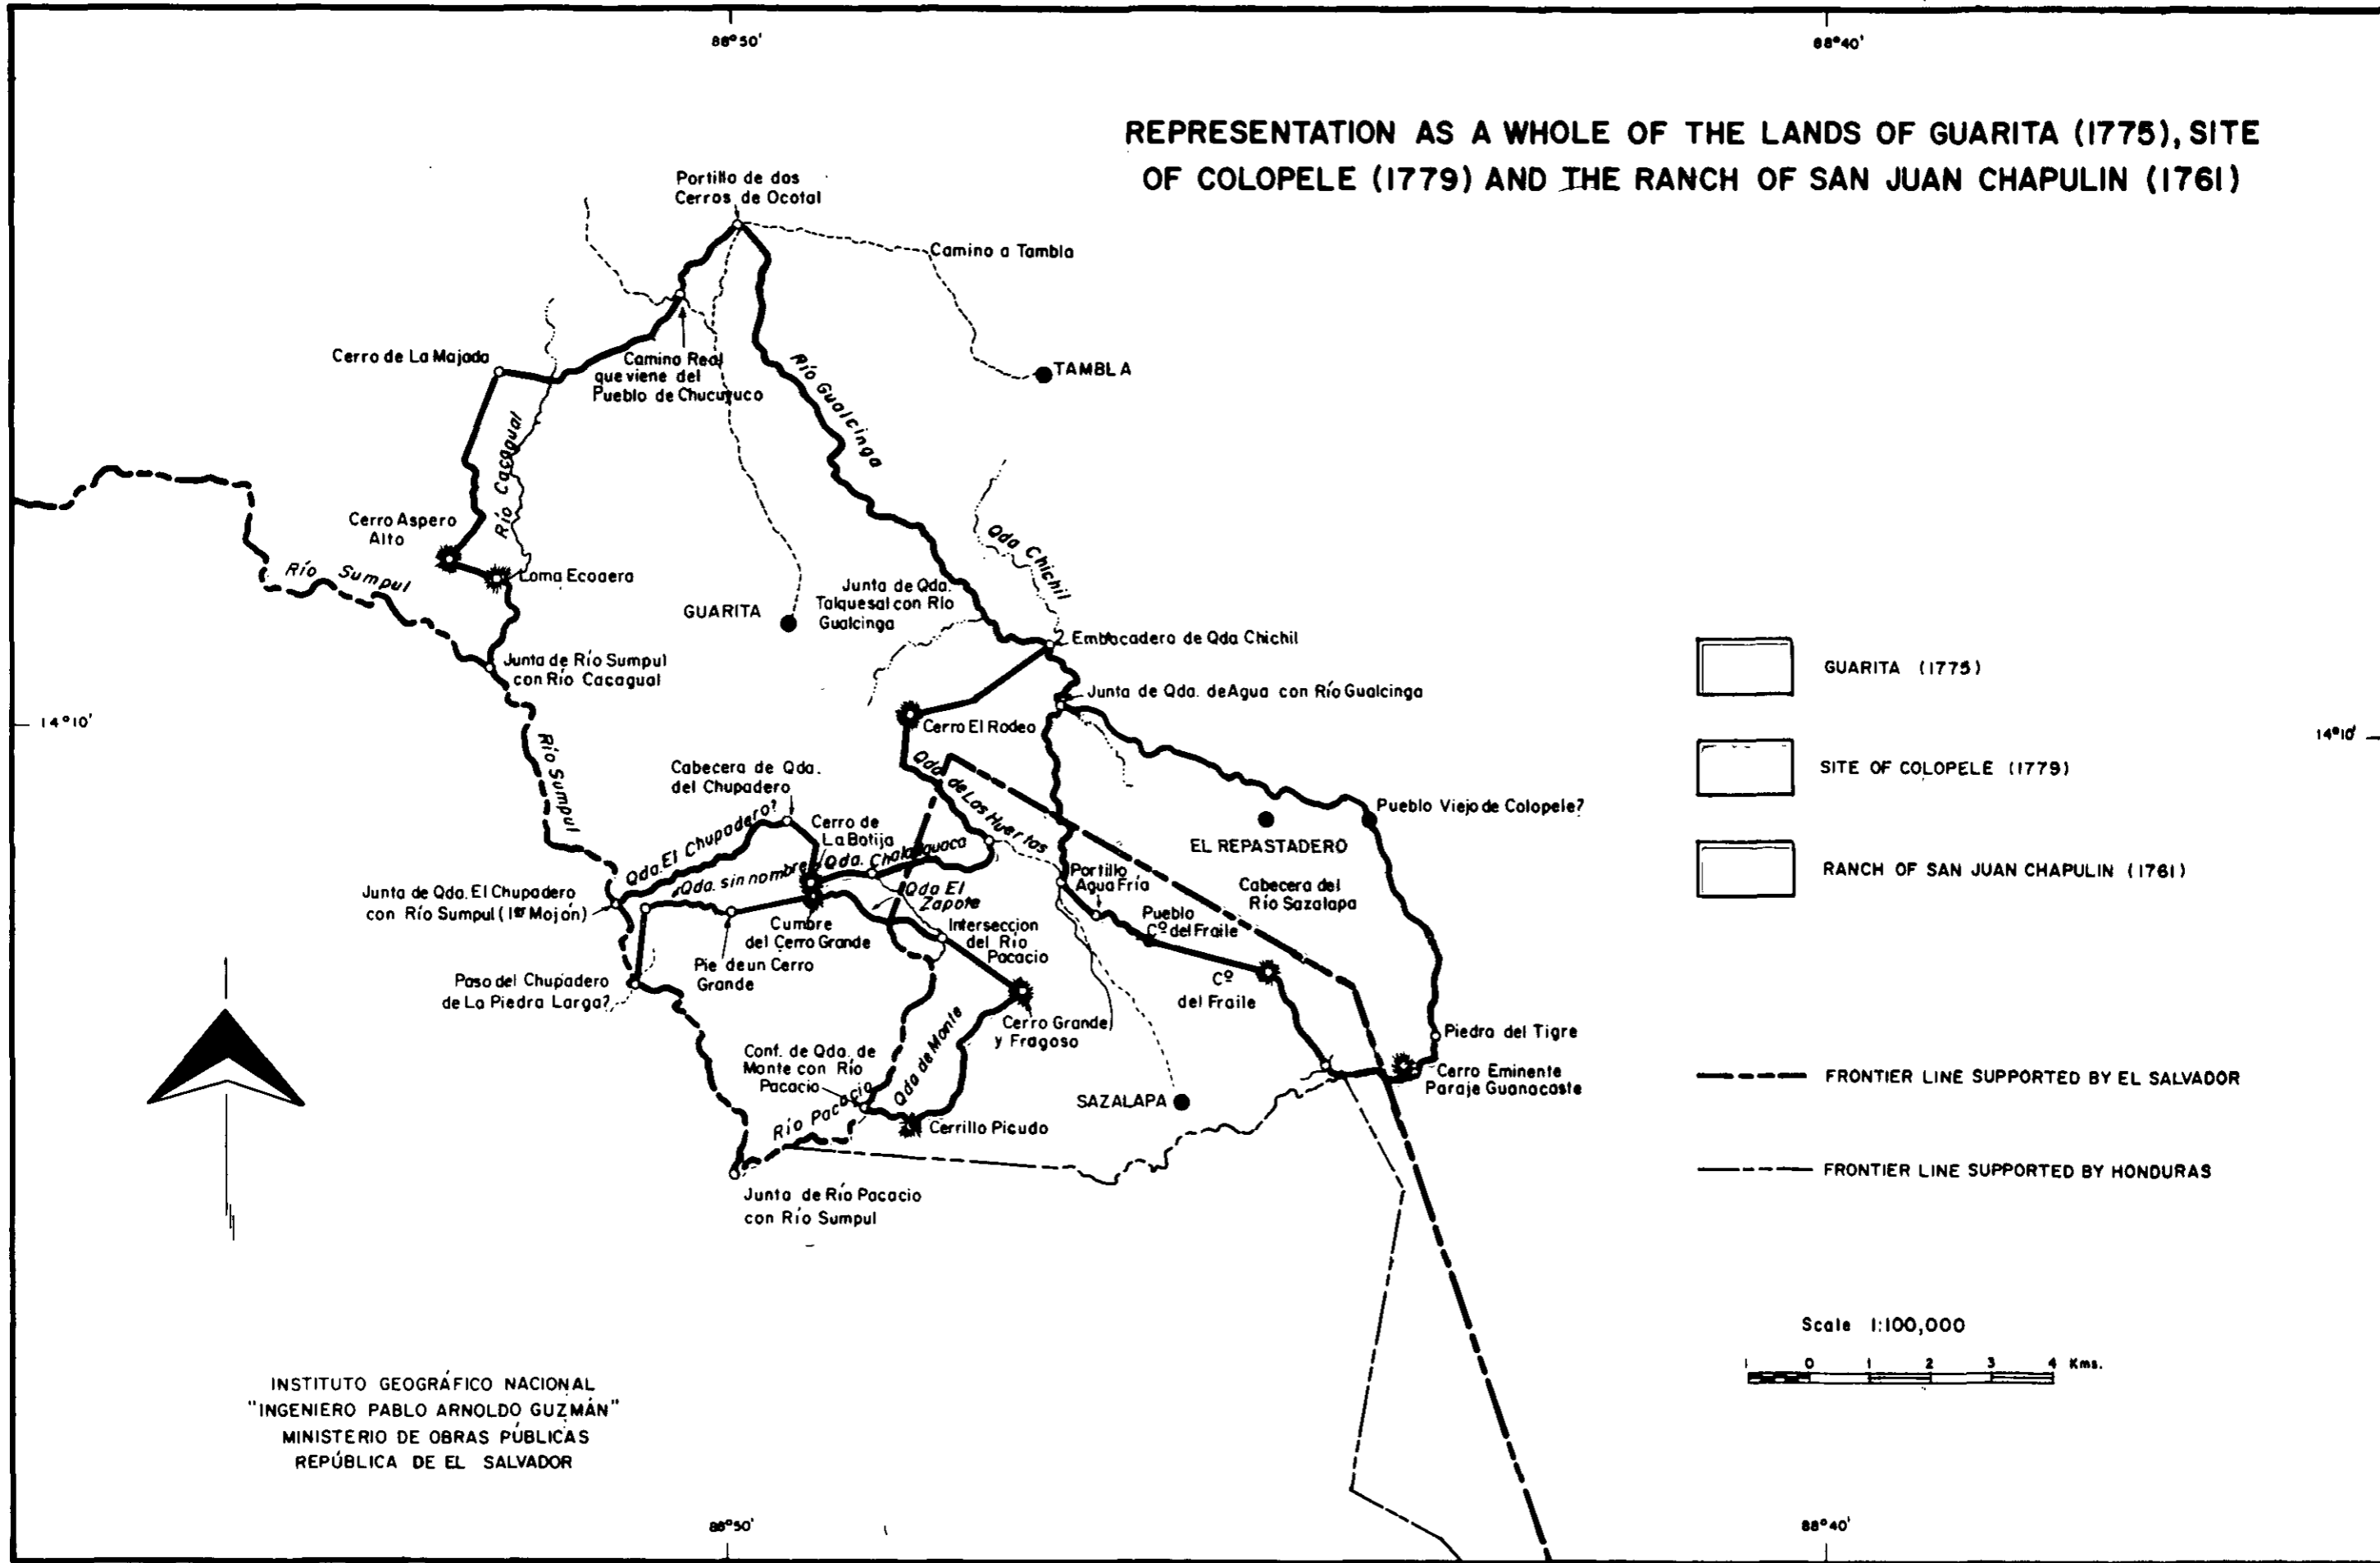 88°50'
88°40'
REPRESENTATION AS A WHOLE OF THE LANDS OF GUARITA (1775), SITE
OF COLOPELE (1779) AND THE RANCH OF SAN JUAN CHAPULIN (1761)
Portillo de dos
Cerros de Ocotal
Camino a Tambla
Cerro de La Majada
Camino Real
que viene del
Pueblo de Chucuyuco
TAMBLA
Río Gualcinga
Río Cacagual
Cerro Aspero
Alto
Loma Ecoaera
Río Sumpul
Qda Chichil
GUARITA
Junta de Qda.
Talquesal con Río
Gualcinga
Embocadero de Qda Chichil
Junta de Río Sumpul
con Río Cacagual
Junta de Qda. de Agua con Río Gualcinga
GUARITA (1775)
14°10'
14°10'
Cerro El Rodeo
Río Sumpul
Cabecera de Qda.
del Chupadero
Qda de Los Huertas
SITE OF COLOPELE (1779)
Pueblo Viejo de Colopele?
Qda. El Chupadero?
Cerro de
La Botija
Qda. Chalanguaca
EL REPASTADERO
Qda. sin nombre
Portillo
Agua Fría
RANCH OF SAN JUAN CHAPULIN (1761)
Junta de Qda. El Chupadero
con Río Sumpul (1er Mojón)
Qda El
Zapote
Cabecera del
Río Sazalapa
Cumbre
del Cerro Grande
Interseccion
del Río
Pacacio
Pueblo
Cº del Fraile
Pie de un Cerro
Grande
Paso del Chupadero
de La Piedra Larga?
Cº
del Fraile
Cerro Grande
y Fragoso
Piedra del Tigre
Conf. de Qda. de
Monte con Río
Pacacio
Qda de Monte
Cerro Eminente
Paraje Guanacaste
FRONTIER LINE SUPPORTED BY EL SALVADOR
SAZALAPA
Río Pacacio
Cerrillo Picudo
FRONTIER LINE SUPPORTED BY HONDURAS
Junta de Río Pacacio
con Río Sumpul
Scale 1:100,000
1 0 1 2 3 4 Kms.
INSTITUTO GEOGRÁFICO NACIONAL
"INGENIERO PABLO ARNOLDO GUZMÁN"
MINISTERIO DE OBRAS PÚBLICAS
REPÚBLICA DE EL SALVADOR
88°50'
88°40'